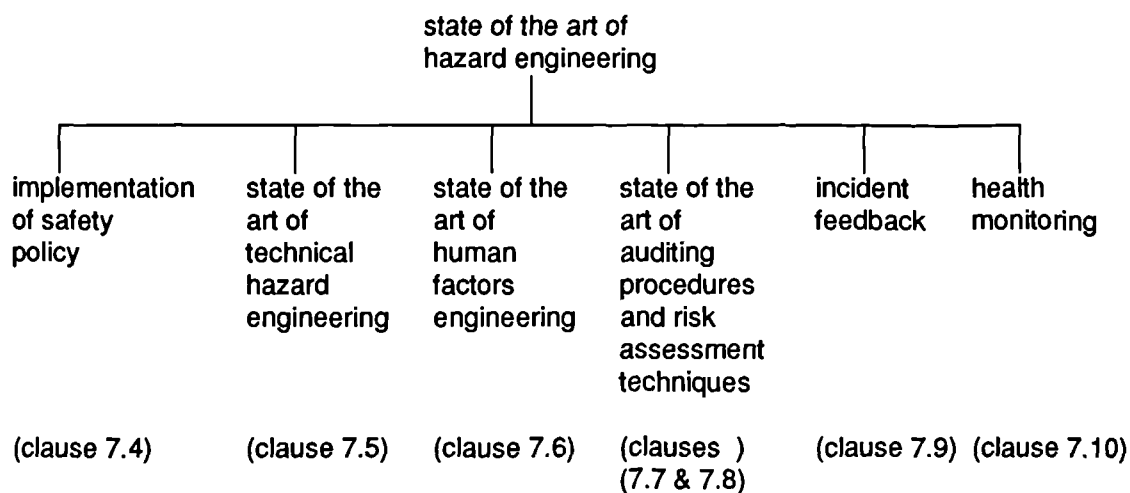 state of the art of
hazard engineering
implementation
of safety
policy
state of the
art of
technical
hazard
engineering
state of the
art of
human
factors
engineering
state of the
art of
auditing
procedures
and risk
assessment
techniques
incident
feedback
health
monitoring
(clause 7.4)
(clause 7.5)
(clause 7.6)
(clauses )
(7.7 & 7.8)
(clause 7.9)
(clause 7.10)